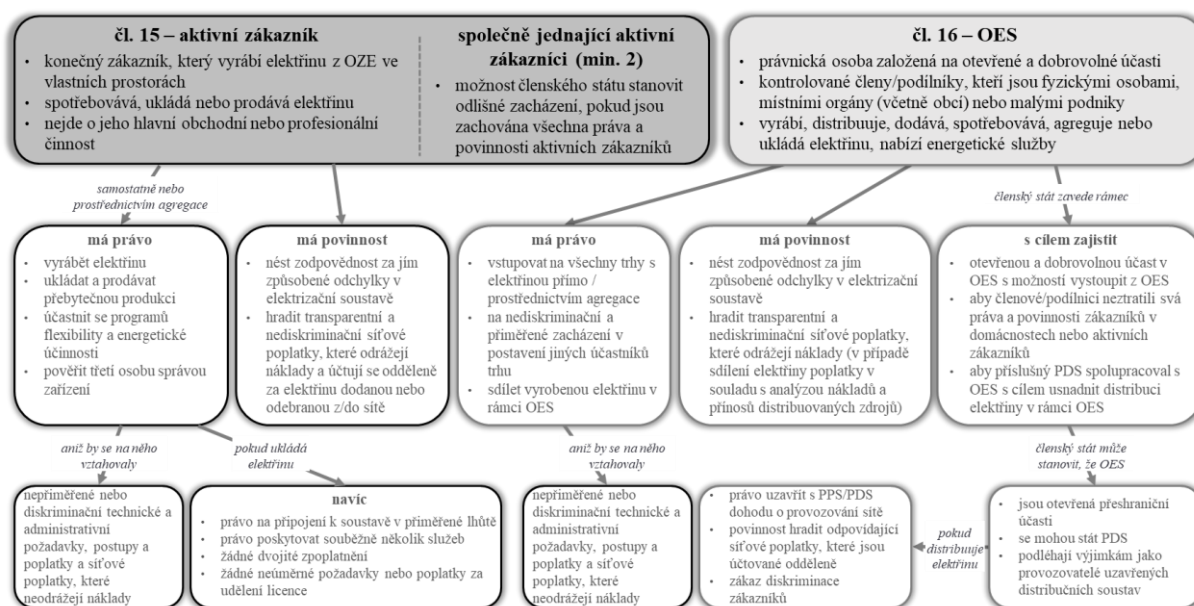 čl. 15 – aktivní zákazník
• konečný zákazník, který vyrábí elektřinu z OZE ve
vlastních prostorách
• spotřebovává, ukládá nebo prodává elektřinu
• nejde o jeho hlavní obchodní nebo profesionální
činnost
společně jednající aktivní
zákazníci (min. 2)
• možnost členského státu stanovit
odlišné zacházení, pokud jsou
zachována všechna práva a
povinnosti aktivních zákazníků
čl. 16 – OES
• právnická osoba založená na otevřené a dobrovolné účasti
• kontrolované členy/podílníky, kteří jsou fyzickými osobami,
místními orgány (včetně obcí) nebo malými podniky
• vyrábí, distribuuje, dodává, spotřebovává, agreguje nebo
ukládá elektřinu, nabízí energetické služby
samostatně nebo
prostřednictvím agregace
členský stát zavede rámec
má právo
• vyrábět elektřinu
• ukládat a prodávat
přebytečnou produkci
• účastnit se programů
flexibility a energetické
účinnosti
• pověřit třetí osobu správou
zařízení
má povinnost
• nést zodpovědnost za jím
způsobené odchylky v
elektrizační soustavě
• hradit transparentní a
nediskriminační síťové
poplatky, které odrážejí
náklady a účtují se odděleně
za elektřinu dodanou nebo
odebranou z/do sítě
má právo
• vstupovat na všechny trhy s
elektřinou přímo /
prostřednictvím agregace
• na nediskriminační a
přiměřené zacházení v
postavení jiných účastníků
trhu
• sdílet vyrobenou elektřinu v
rámci OES
má povinnost
• nést zodpovědnost za jím
způsobené odchylky v elektrizační
soustavě
• hradit transparentní a
nediskriminační síťové poplatky,
které odrážejí náklady (v případě
sdílení elektřiny poplatky v
souladu s analýzou nákladů a
přínosů distribuovaných zdrojů)
s cílem zajistit
• otevřenou a dobrovolnou účast v
OES s možností vystoupit z OES
• aby členové/podílníci neztratili svá
práva a povinnosti zákazníků v
domácnostech nebo aktivních
zákazníků
• aby příslušný PDS spolupracoval s
OES s cílem usnadnit distribuci
elektřiny v rámci OES
aniž by se na něho
vztahovaly
pokud ukládá
elektřinu
aniž by se na něho
vztahovaly
členský stát může
stanovit, že OES
nepřiměřené nebo
diskriminační technické a
administrativní
požadavky, postupy a
poplatky a síťové
poplatky, které
neodrážejí náklady
navíc
• právo na připojení k soustavě v přiměřené lhůtě
• právo poskytovat souběžně několik služeb
• žádné dvojité zpoplatnění
• žádné neúměrné požadavky nebo poplatky za
udělení licence
nepřiměřené nebo
diskriminační technické a
administrativní
požadavky, postupy a
poplatky a síťové
poplatky, které
neodrážejí náklady
• právo uzavřít s PPS/PDS
dohodu o provozování sítě
• povinnost hradit odpovídající
síťové poplatky, které jsou
účtované odděleně
• zákaz diskriminace
zákazníků
pokud
distribuuje*
elektřinu
• jsou otevřená přeshraniční
účasti
• se mohou stát PDS
• podléhají výjimkám jako
provozovatelé uzavřených
distribučních soustav